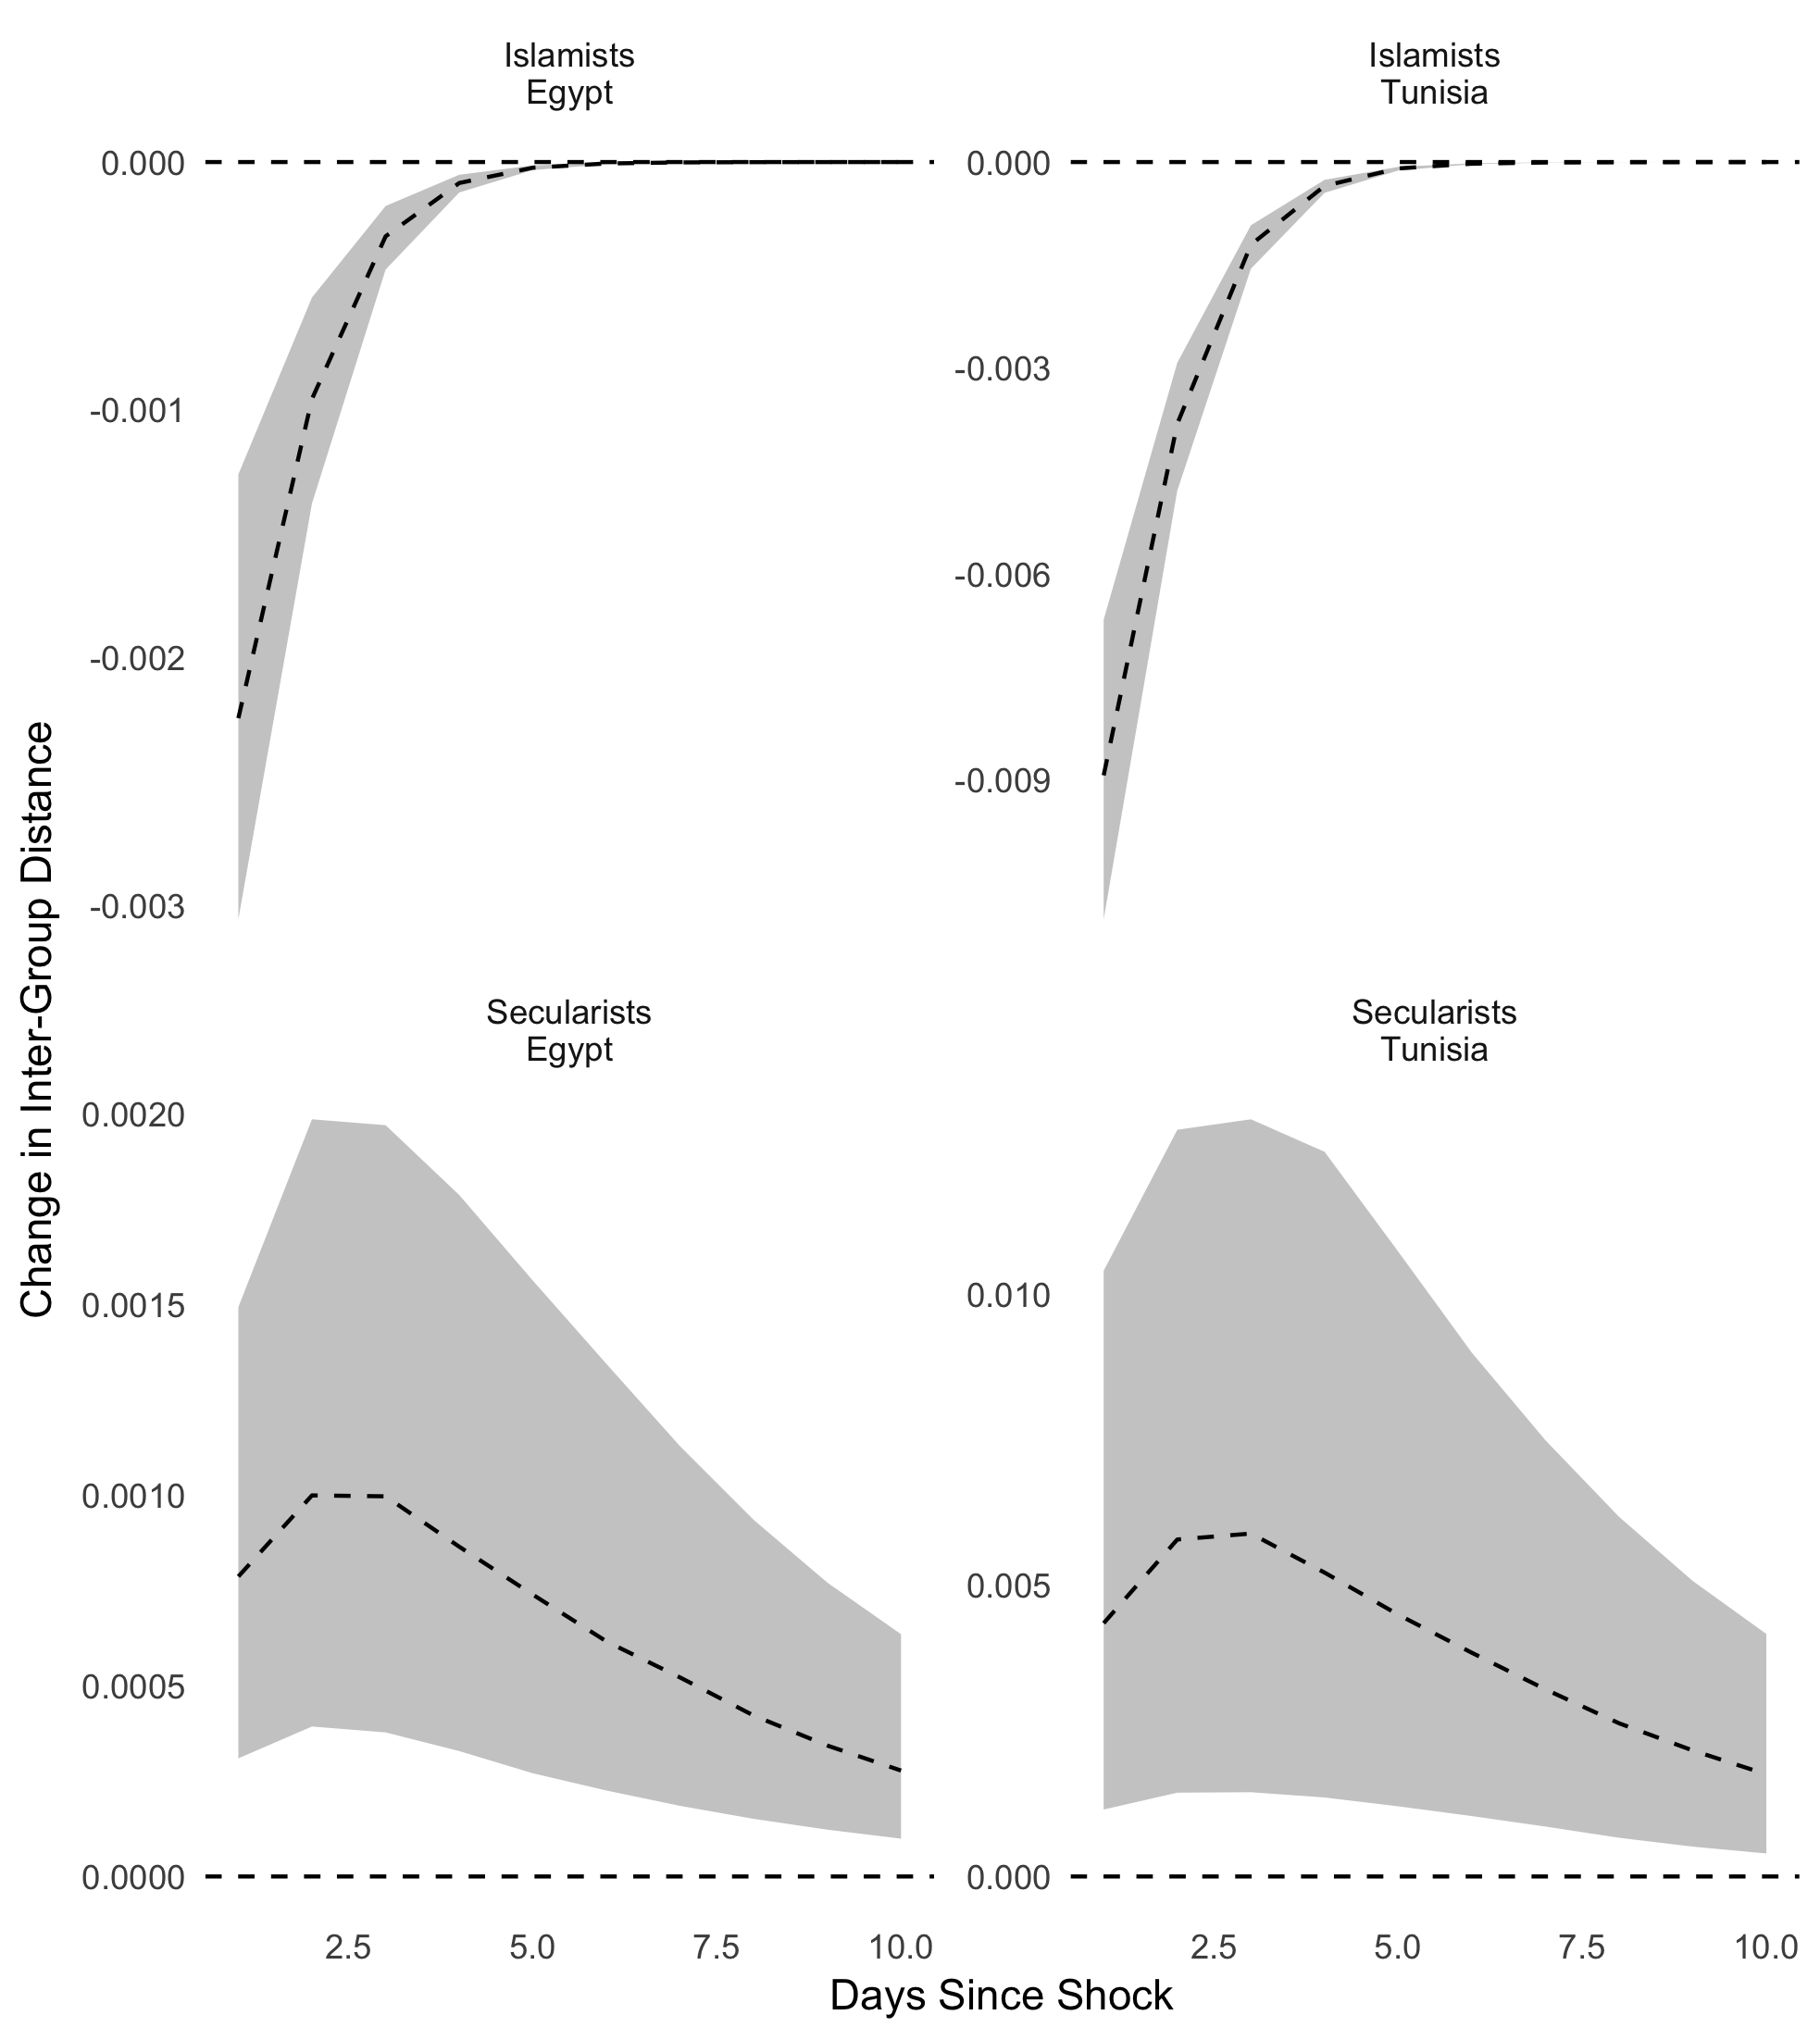 Islamists
Egypt
Islamists
Tunisia
0.000
-0.001
-0.002
-0.003
0.000
-0.003
-0.006
-0.009
Change in Inter-Group Distance
Secularists
Egypt
Secularists
Tunisia
0.0020
0.0015
0.0010
0.0005
0.0000
0.010
0.005
0.000
2.5 5.0 7.5 10.0
2.5 5.0 7.5 10.0
Days Since Shock